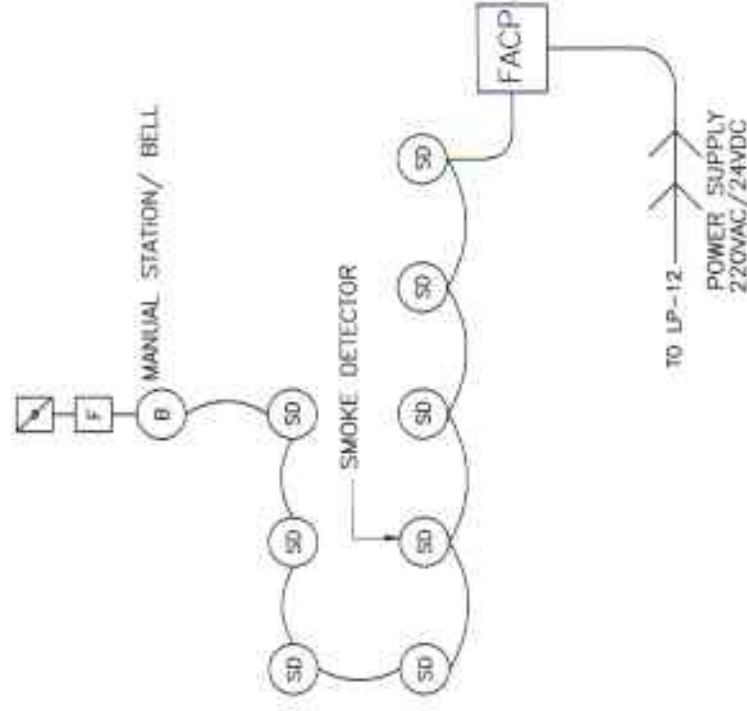 F
B
MANUAL STATION/ BELL
SD
SD
SD
SMOKE DETECTOR
SD
SD
SD
SD
SD
FACP
TO LP-12
POWER SUPPLY
220VAC/24VDC